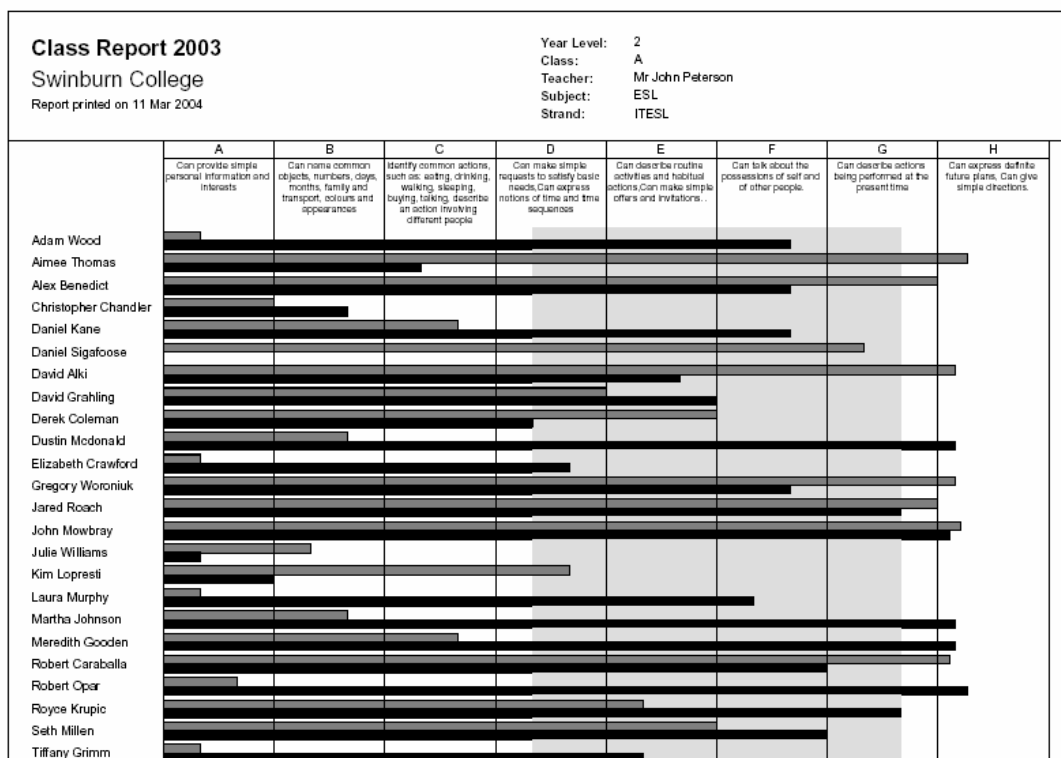 Class Report 2003
Swinburn College
Report printed on 11 Mar 2004
Year Level: 2
Class: A
Teacher: Mr John Peterson
Subject: ESL
Strand: ITESL
A
Can provide simple
personal information and
interests
B
Can name common
objects, numbers, days,
months, family and
transport, colours and
appearances
C
Identify common actions,
such as: eating, drinking,
walking, sleeping,
buying, talking, describe
an action involving
different people
D
Can make simple
requests to satisfy basic
needs,Can express
notions of time and time
sequences
E
Can describe routine
activities and habitual
actions,Can make simple
offers and invitations..
F
Can talk about the
possessions of self and
of other people.
G
Can describe actions
being performed at the
present time
H
Can express definite
future plans, Can give
simple directions.
Adam Wood
Aimee Thomas
Alex Benedict
Christopher Chandler
Daniel Kane
Daniel Sigafoose
David Alki
David Grahling
Derek Coleman
Dustin Mcdonald
Elizabeth Crawford
Gregory Woroniuk
Jared Roach
John Mowbray
Julie Williams
Kim Lopresti
Laura Murphy
Martha Johnson
Meredith Gooden
Robert Caraballa
Robert Opar
Royce Krupic
Seth Millen
Tiffany Grimm